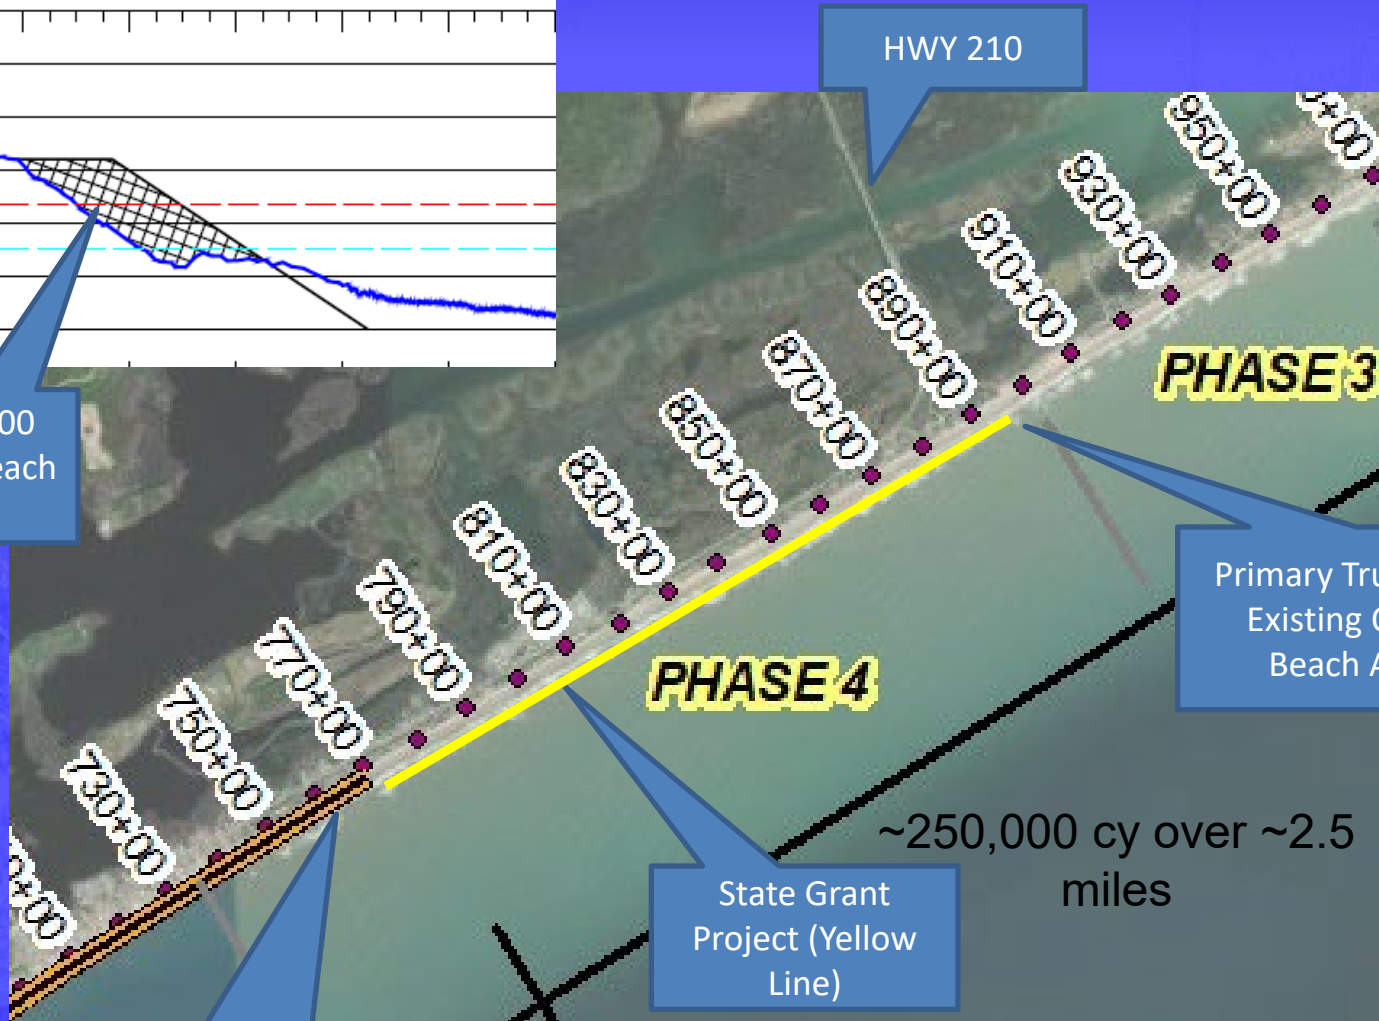 HWY 210
950+00
930+00
910+00
890+00
870+00
850+00
830+00
810+00
790+00
770+00
750+00
730+00
PHASE 3
PHASE 4
00
each
Existing
Beach
Primary
~250,000 cy over ~2.5
miles
State Grant
Project (Yellow
Line)